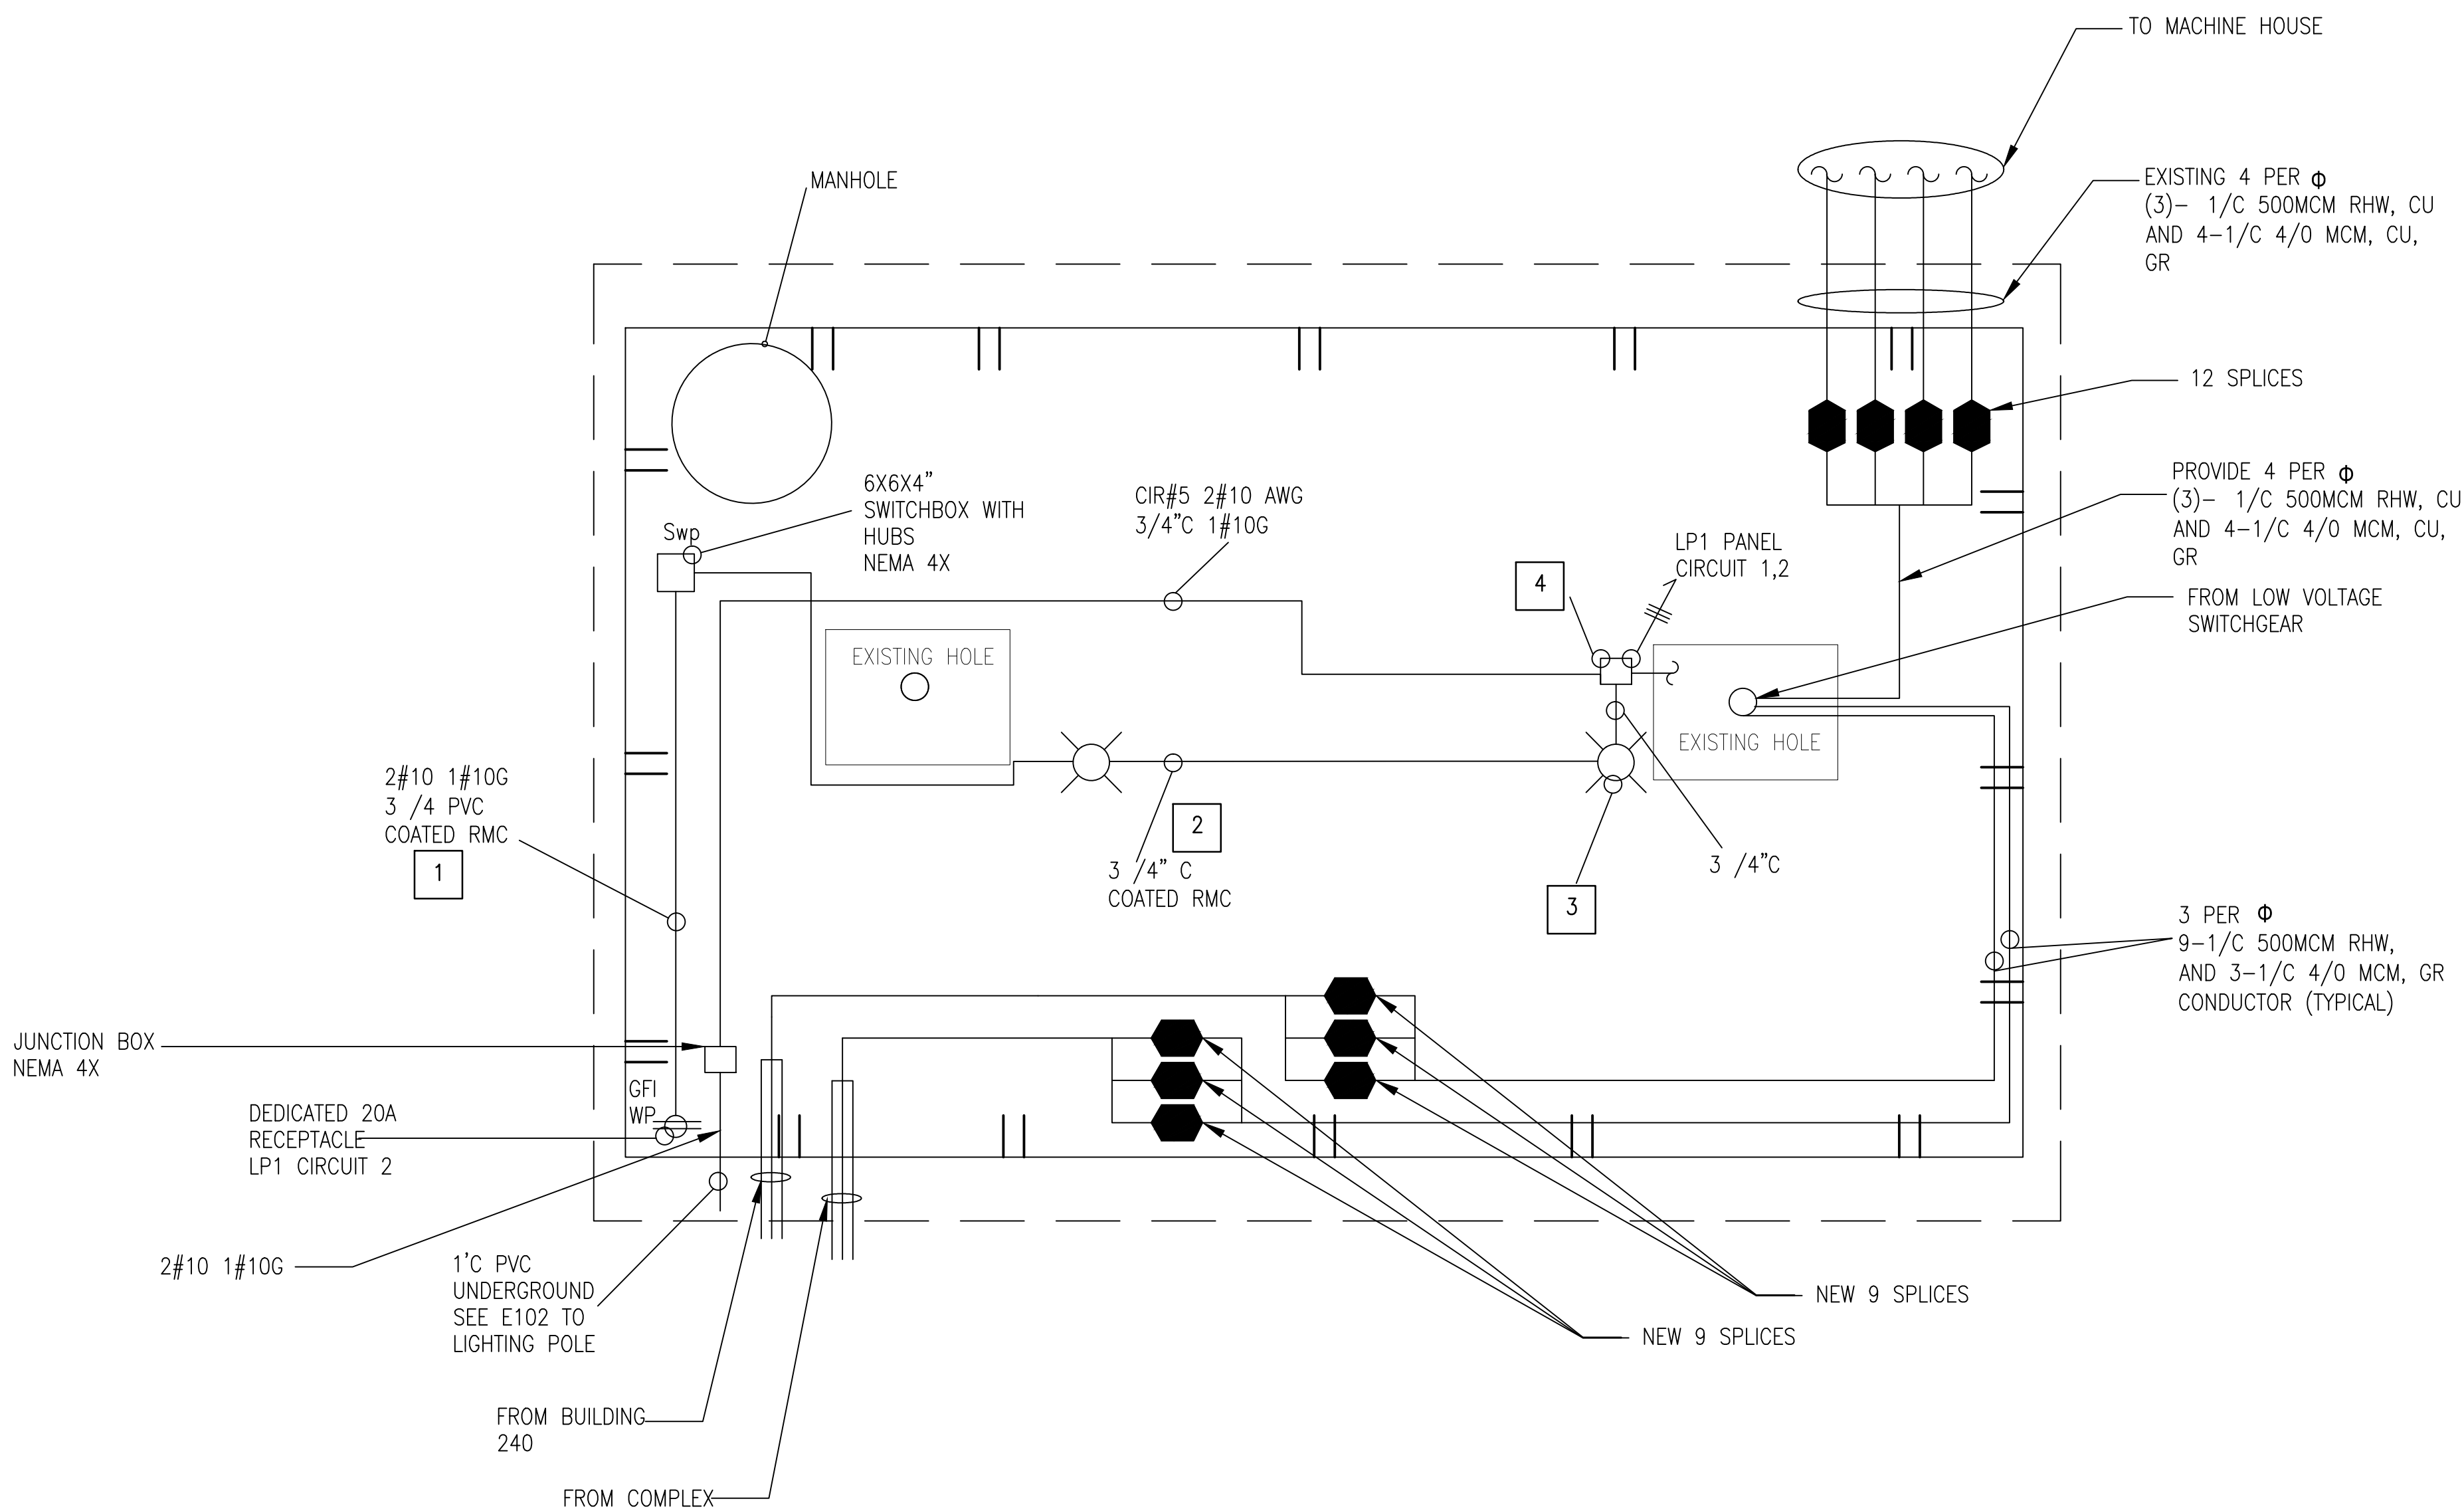 TO MACHINE HOUSE
MANHOLE
EXISTING 4 PER Φ
(3)- 1/C 500MCM RHW, CU
AND 4-1/C 4/0 MCM, CU,
GR
12 SPLICES
6X6X4”
SWITCHBOX WITH
HUBS
NEMA 4X
Swp
CIR#5 2#10 AWG
3/4”C 1#10G
PROVIDE 4 PER Φ
(3)- 1/C 500MCM RHW, CU
AND 4-1/C 4/0 MCM, CU,
GR
LP1 PANEL
CIRCUIT 1,2
4
FROM LOW VOLTAGE
SWITCHGEAR
EXISTING HOLE
EXISTING HOLE
2#10 1#10G
3 /4 PVC
COATED RMC
1
2
3 /4” C
COATED RMC
3 /4”C
3
3 PER Φ
9-1/C 500MCM RHW,
AND 3-1/C 4/0 MCM, GR
CONDUCTOR (TYPICAL)
JUNCTION BOX
NEMA 4X
GFI
WP
DEDICATED 20A
RECEPTACLE
LP1 CIRCUIT 2
2#10 1#10G
1'C PVC
UNDERGROUND
SEE E102 TO
LIGHTING POLE
NEW 9 SPLICES
NEW 9 SPLICES
FROM BUILDING
240
FROM COMPLEX